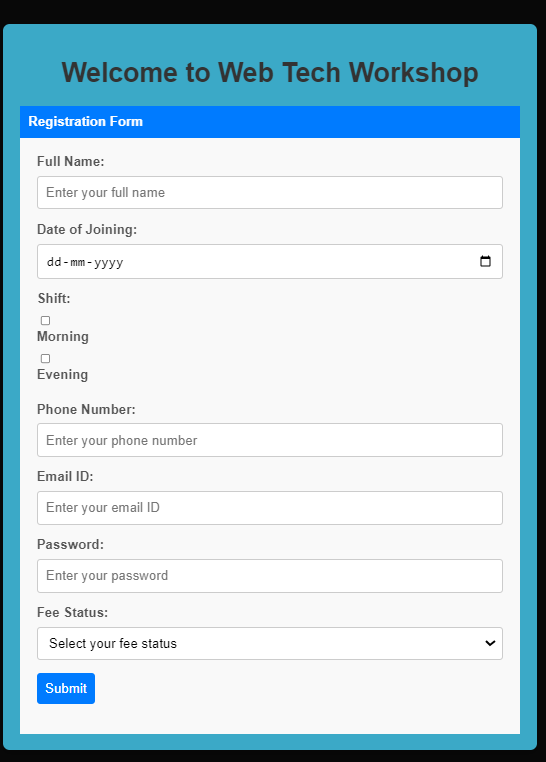 Welcome to Web Tech Workshop
Registration Form
Full Name:
Enter your full name
Date of Joining:
dd-mm-yyyy
Shift:
Morning
Evening
Phone Number:
Enter your phone number
Email ID:
Enter your email ID
Password:
Enter your password
Fee Status:
Select your fee status
Submit